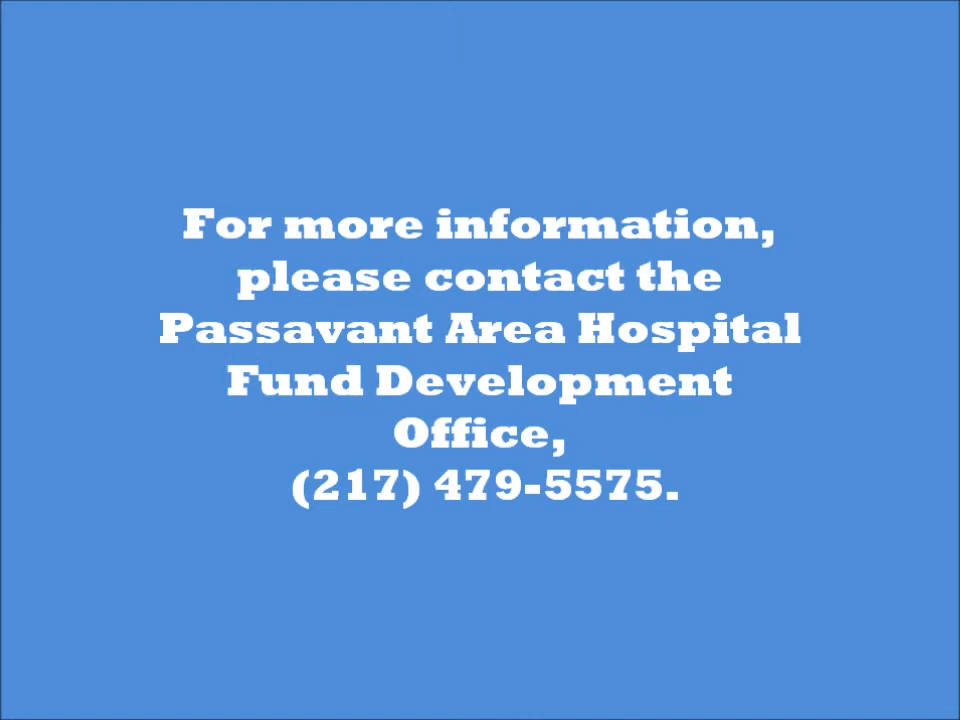 For more information,
please contact the
Passavant Area Hospital
Fund Development
Office,
(217) 479-5575.